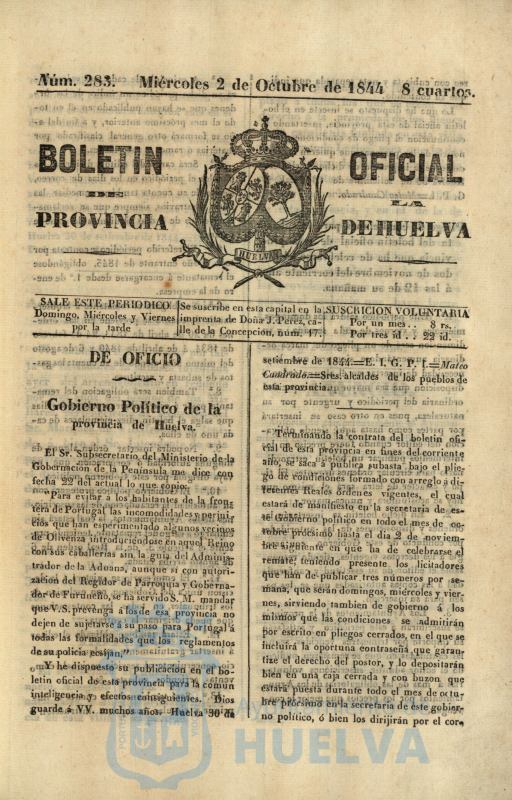 Núm. 283. Miércoles 2 de Octubre de 1844 8 cuartos.
BOLETIN OFICIAL
DE LA
PROVINCIA DE HUELVA
HUELVA
SALE ESTE PERIODICO
Domingo, Miércoles y Viernes
por la tarde
Se suscribe en esta capital en la
imprenta de Doña J. Perez, ca-
lle de la Concepcion, núm. 17.
SUSCRICION VOLUNTARIA
Por un mes.. 8 rs.
Por tres id... 22 id.
DE OFICIO
Gobierno Político de la
provincia de Huelva.
El Sr. Subsecretario del Ministerio de la
Gobernacion de la Peninsula me dice con
fecha 22 del actual lo que cópio.
"Para evitar a los habitantes de la fron-
tera de Portugal las incomodidades y perjui-
cios que han esperimentado algunos vecinos
de Olivenza introduciendose en aquel Reino
con sus caballerias sin la guia del Adminis-
trador de la Aduana, aunque sí con autori-
zacion del Regidor de Parroqua y Goberna-
dor de Furdueño, se ha servido S. M. mandar
que V.S. prevenga á los de esa provincia no
dejen de sujetarse á su paso para Portugal á
todas las formalidades que los reglamentos
de su policia ecsijan."
Y he dispuesto su publicacion en el bo-
letin oficial de esta provincia para la comun
inteligencia y efectos consiguientes. Dios
guarde á VV. muchos años. Huelva 30 de
setiembre de 1844.=E. I. G. P. I.=Mateo
Cuadrado.=Sres. alcaldes de los pueblos de
esta provincia.
Terminando la contrata del boletin ofi-
cial de esta provincia en fines del corriente
año, se saca á pública subasta bajo el plie-
go de condiciones formado con arreglo á di-
ferentes Reales órdenes vigentes, el cual
estará de manifiesto en la secretaría de es-
te Gobierno político en todo el mes de oc-
tubre prócsimo hasta el dia 2 de noviem-
bre siguiente en que ha de celebrarse el
remate, teniendo presente los licitadores
que han de publicar tres números por se-
mana, que serán domingos, miércoles y vier-
nes, sirviendo tambien de gobierno á los
mismos que las condiciones se admitirán
por escrito en pliegos cerrados, en el que se
incluirá la oportuna contraseña, que garan-
tize el derecho del postor, y lo depositarán
bien en una caja cerrada y con buzon que
estará puesta durante todo el mes de octu-
bre prócsimo en la secretaría de este gobier-
no político, ó bien los dirijirán por el cor-
HUELVA